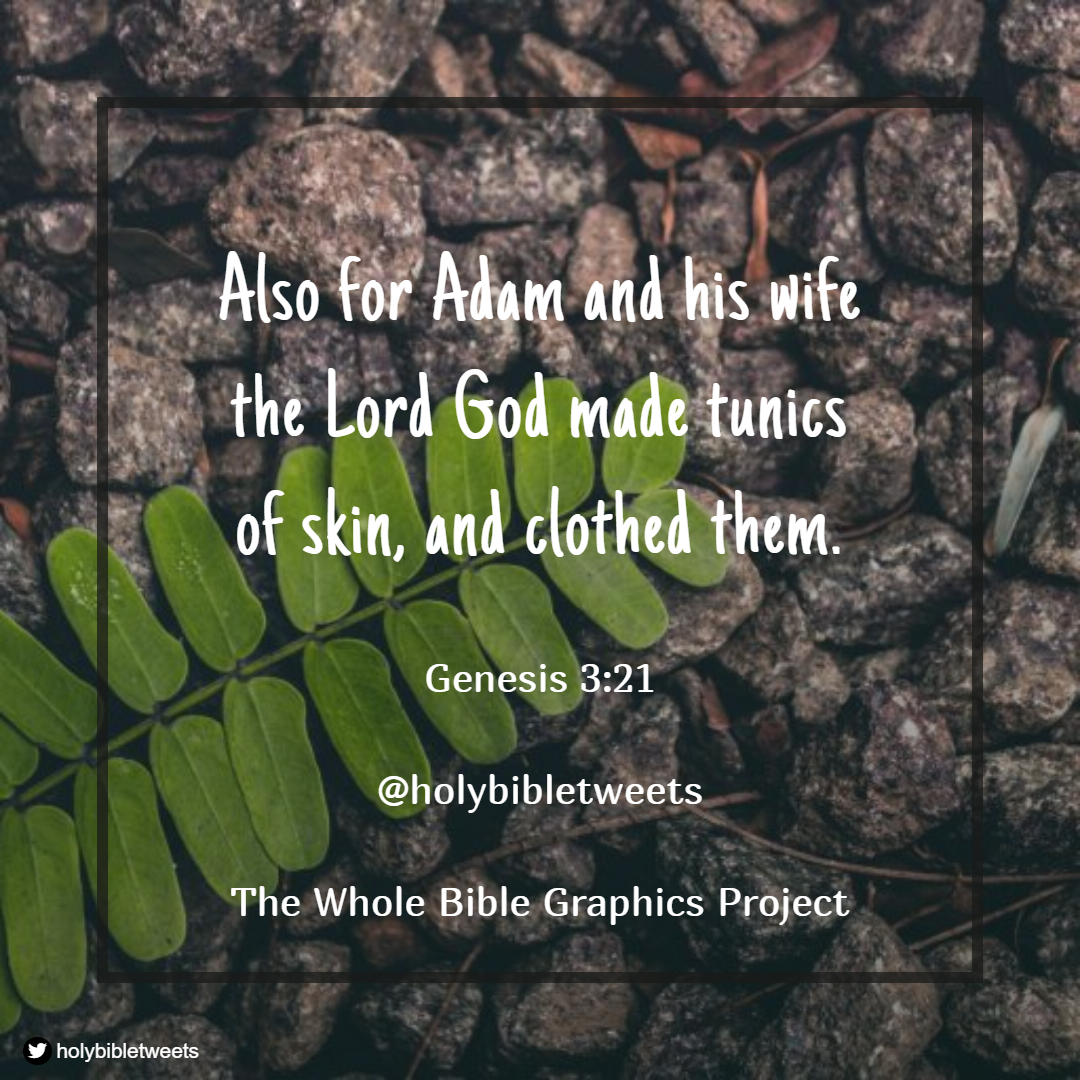 Also for Adam and his wife
the Lord God made tunics
of skin, and clothed them.
Genesis 3:21
@holybibletweets
The Whole Bible Graphics Project
holybibletweets